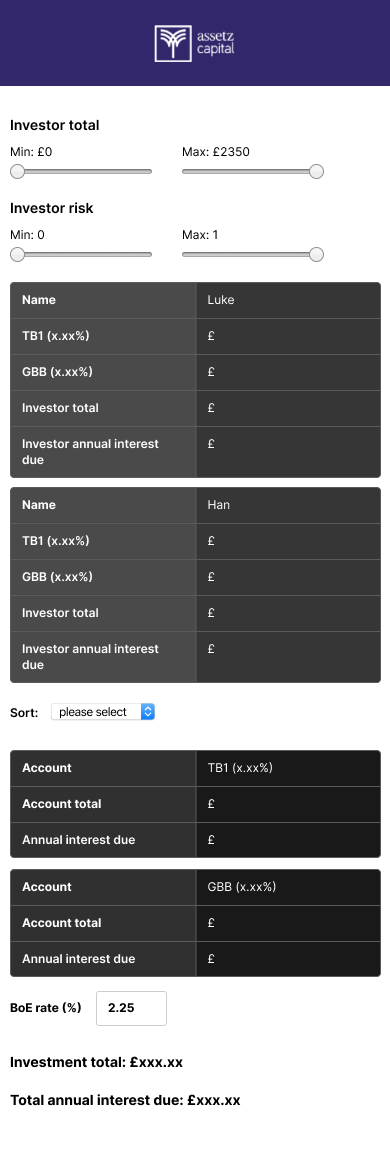 assetz
capital
Investor total
Min: £0 Max: £2350
Investor risk
Min: 0 Max: 1
Name Luke
TB1 (x.xx%) £
GBB (x.xx%) £
Investor total £
Investor annual interest £
due
Name Han
TB1 (x.xx%) £
GBB (x.xx%) £
Investor total £
Investor annual interest £
due
Sort: please select
Account TB1 (x.xx%)
Account total £
Annual interest due £
Account GBB (x.xx%)
Account total £
Annual interest due £
BoE rate (%) 2.25
Investment total: £xxx.xx
Total annual interest due: £xxx.xx